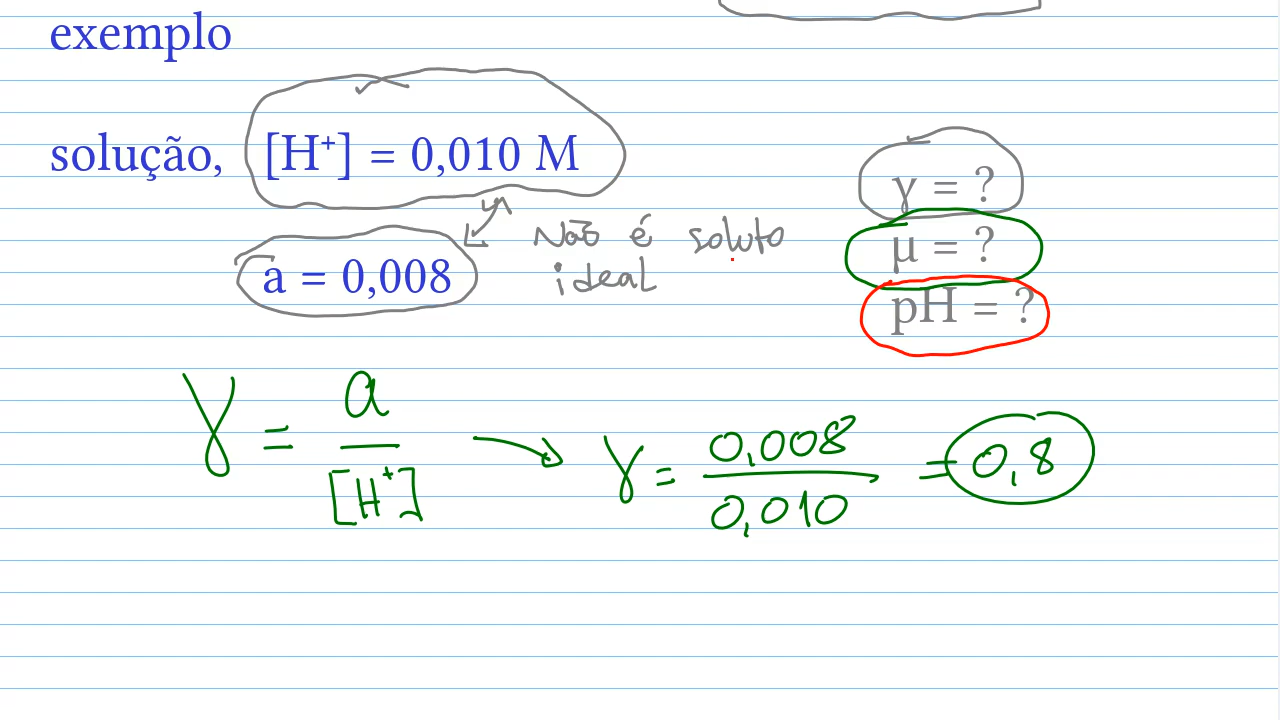 exemplo
solução, [H⁺] = 0,010 M
γ = ?
μ = ?
pH = ?
a = 0,008
Não é soluto
ideal
γ = a / [H⁺] → γ = 0,008 / 0,010 = 0,8